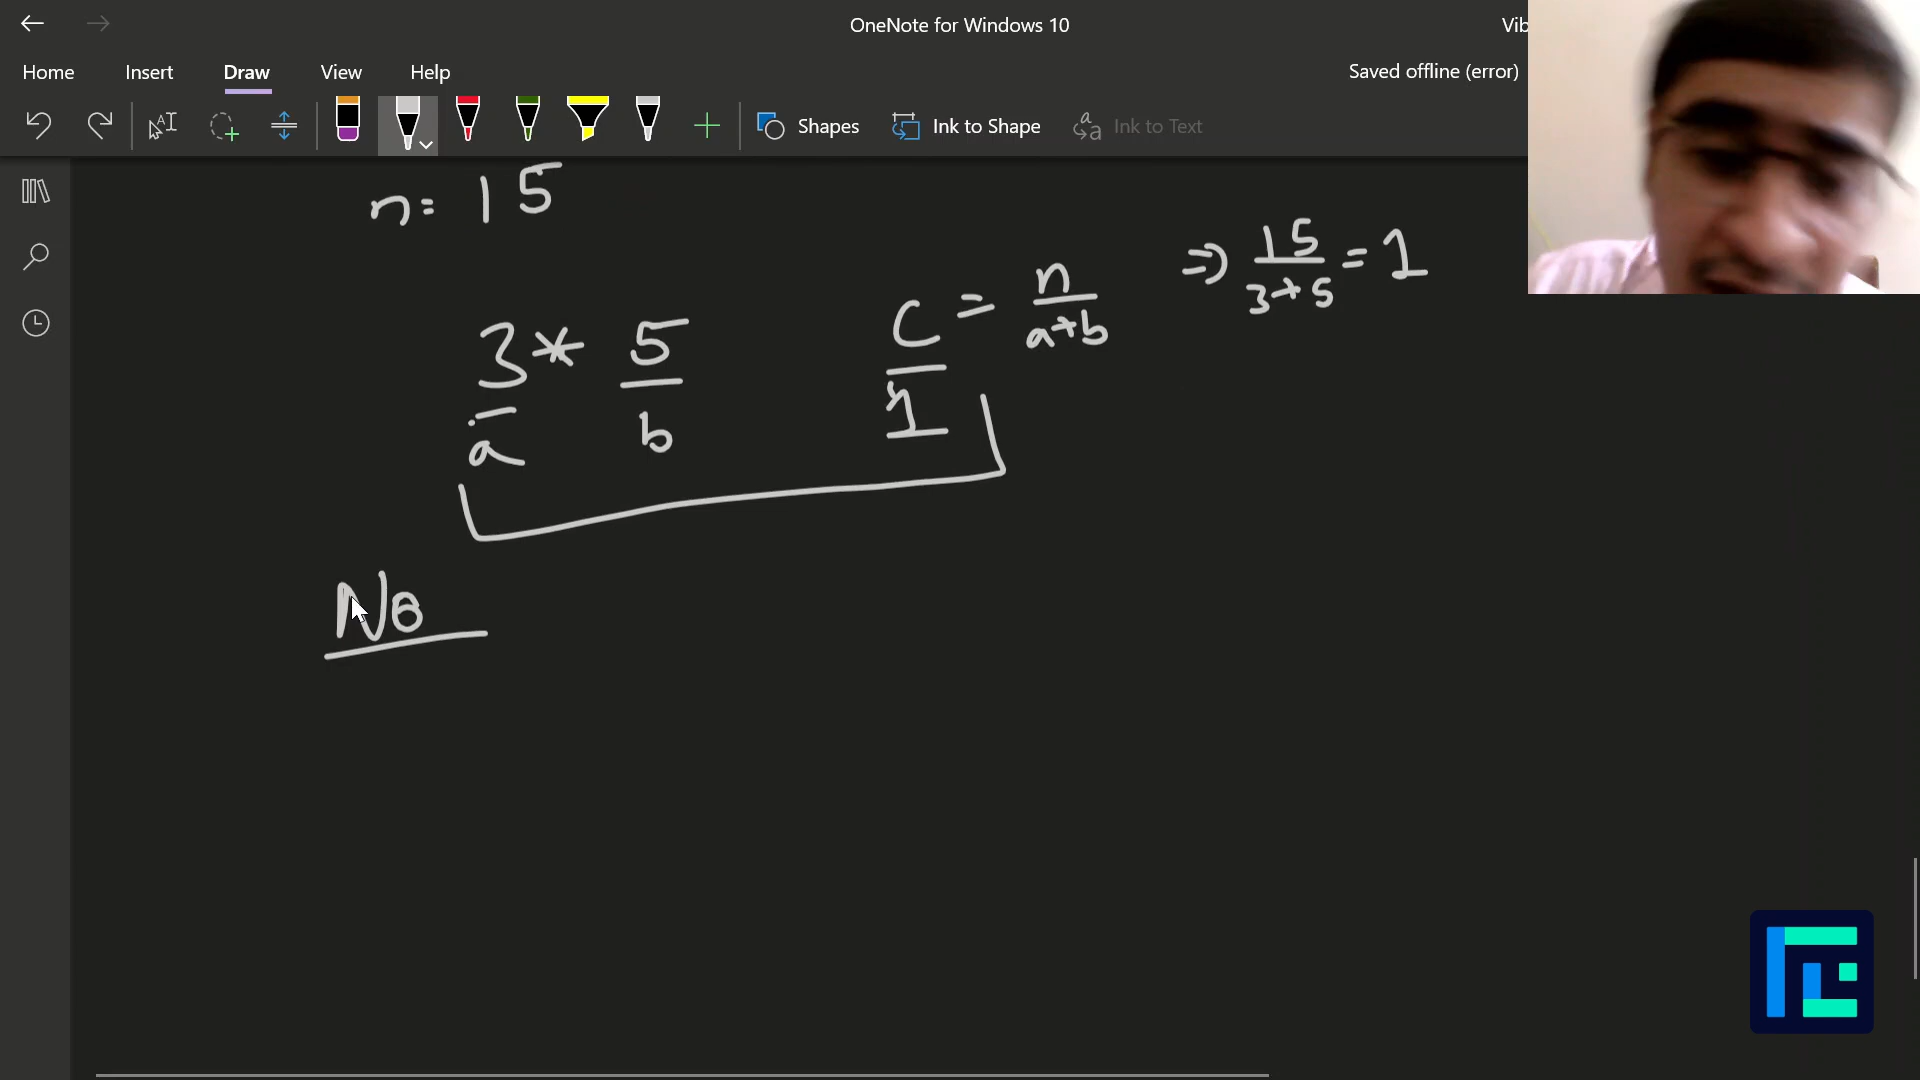 OneNote for Windows 10
Vib
Home Insert Draw View Help
Saved offline (error)
Shapes Ink to Shape Ink to Text
n = 15
3 * 5
a b
c = n / a*b
1
⇒ 15 / 3*5 = 1
No